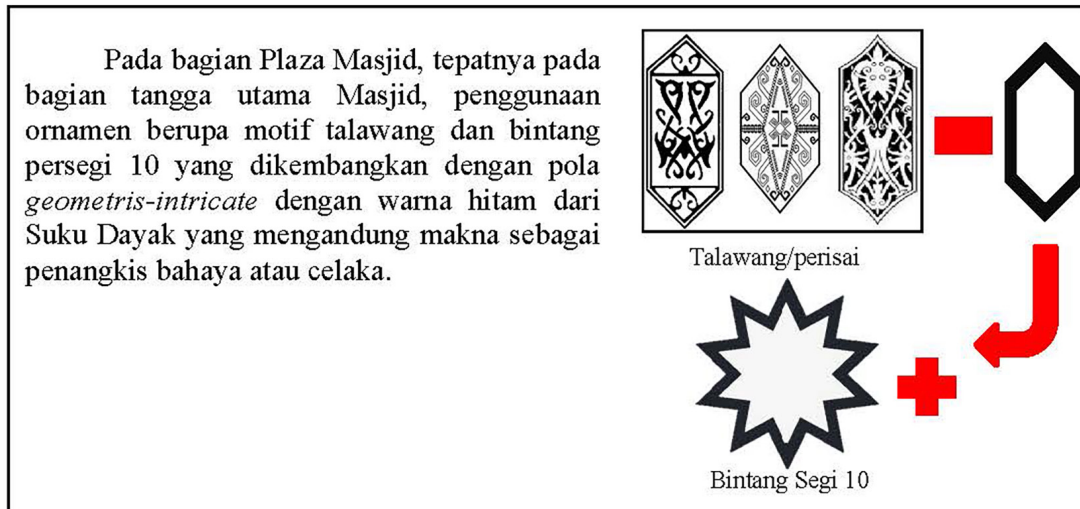 Pada bagian Plaza Masjid, tepatnya pada
bagian tangga utama Masjid, penggunaan
ornamen berupa motif talawang dan bintang
persegi 10 yang dikembangkan dengan pola
geometris-intricate dengan warna hitam dari
Suku Dayak yang mengandung makna sebagai
penangkis bahaya atau celaka.
Talawang/perisai
Bintang Segi 10